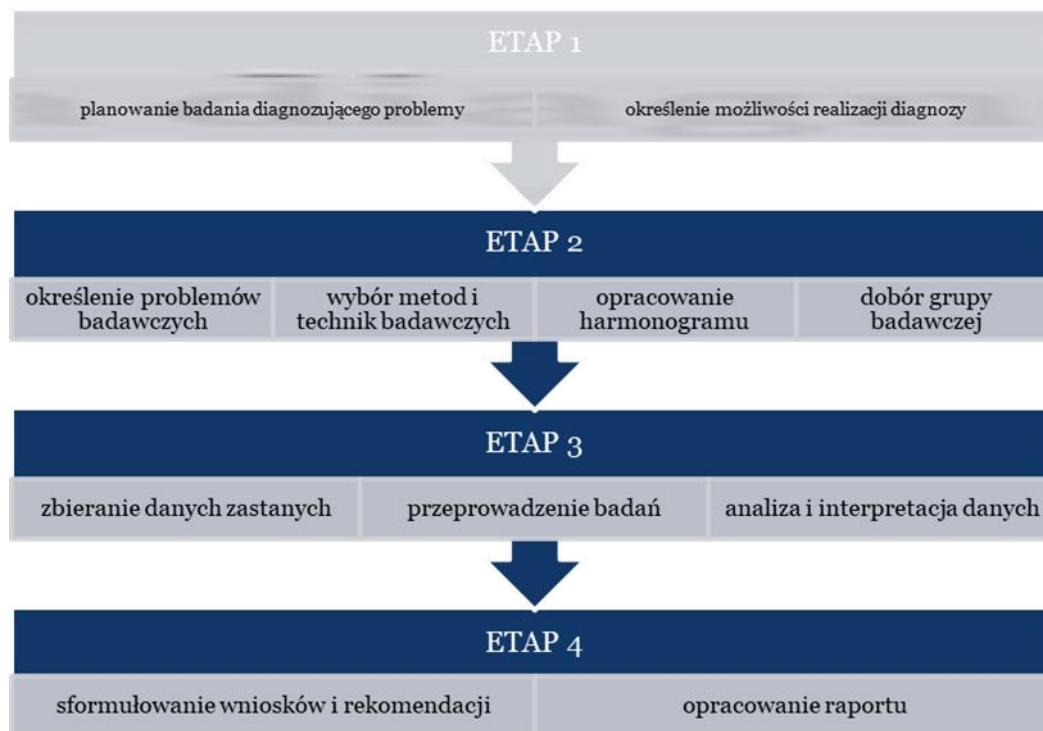 ETAP 1
planowanie badania diagnozującego problemy
określenie możliwości realizacji diagnozy
ETAP 2
określenie problemów
badawczych
wybór metod i
technik badawczych
opracowanie
harmonogramu
dobór grupy
badawczej
ETAP 3
zbieranie danych zastanych
przeprowadzenie badań
analiza i interpretacja danych
ETAP 4
sformułowanie wniosków i rekomendacji
opracowanie raportu